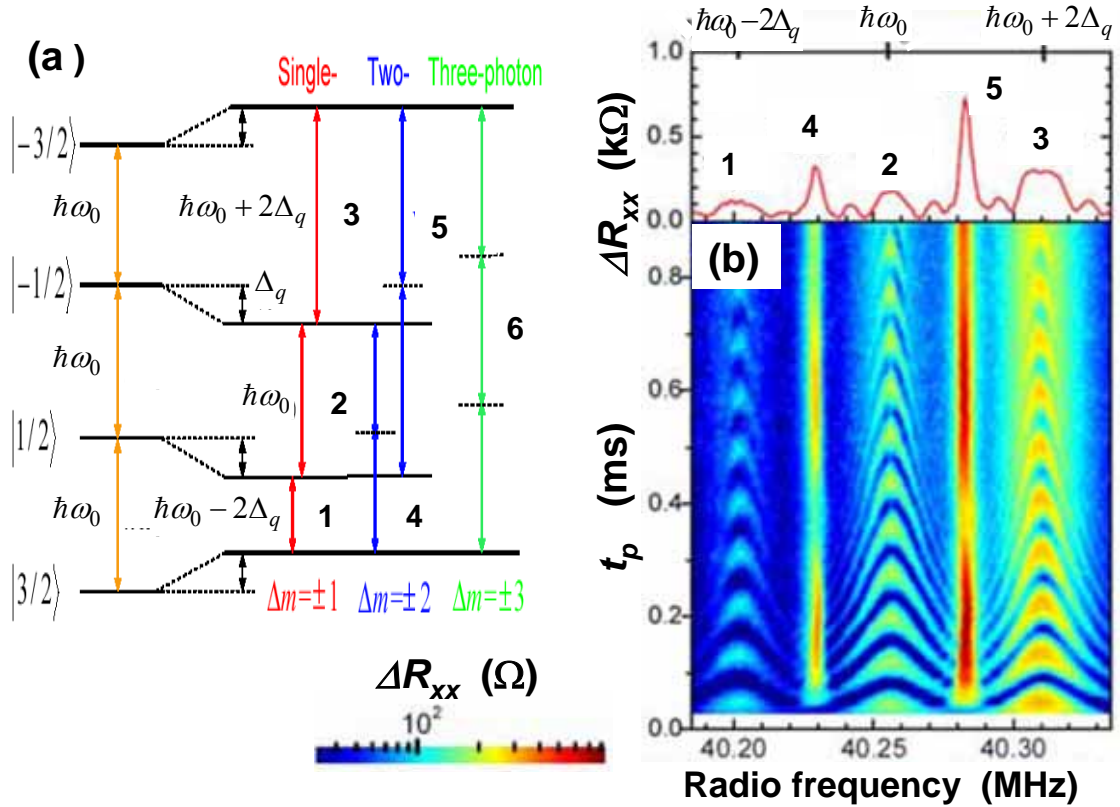 (a)
Single- Two- Three-photon
|−3/2⟩
ħω₀
ħω₀ + 2Δq
3
5
|−1/2⟩
Δq
6
ħω₀
ħω₀
2
|1/2⟩
ħω₀
ħω₀ − 2Δq
1
4
|3/2⟩
Δm=±1 Δm=±2 Δm=±3
ΔRxx (Ω)
10²
ħω₀ − 2Δq ħω₀ ħω₀ + 2Δq
1.0
0.5
0.0
ΔRxx (kΩ)
1
4
2
5
3
(b)
0.8
0.6
0.4
0.2
0.0
tp (ms)
40.20 40.25 40.30
Radio frequency (MHz)